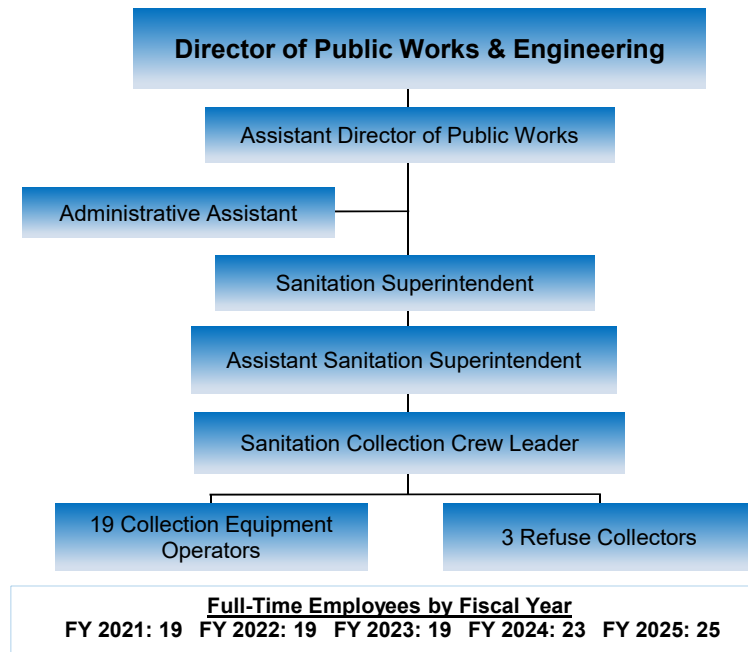 Director of Public Works & Engineering
Assistant Director of Public Works
Administrative Assistant
Sanitation Superintendent
Assistant Sanitation Superintendent
Sanitation Collection Crew Leader
19 Collection Equipment
Operators
3 Refuse Collectors
Full-Time Employees by Fiscal Year
FY 2021: 19 FY 2022: 19 FY 2023: 19 FY 2024: 23 FY 2025: 25